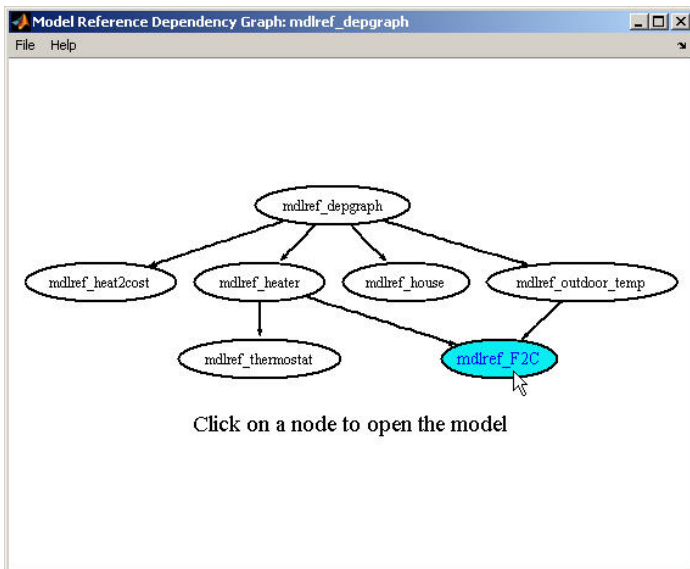 Model Reference Dependency Graph: mdlref_depgraph
File Help
mdlref_depgraph
mdlref_heat2cost mdlref_heater mdlref_house mdlref_outdoor_temp
mdlref_thermostat mdlref_F2C
Click on a node to open the model